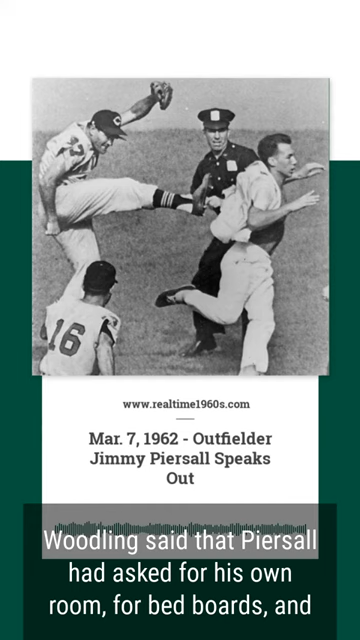 16
www.realtime1960s.com
Mar. 7, 1962 - Outfielder
Jimmy Piersall Speaks
Out
Woodling said that Piersall
had asked for his own
room, for bed boards, and